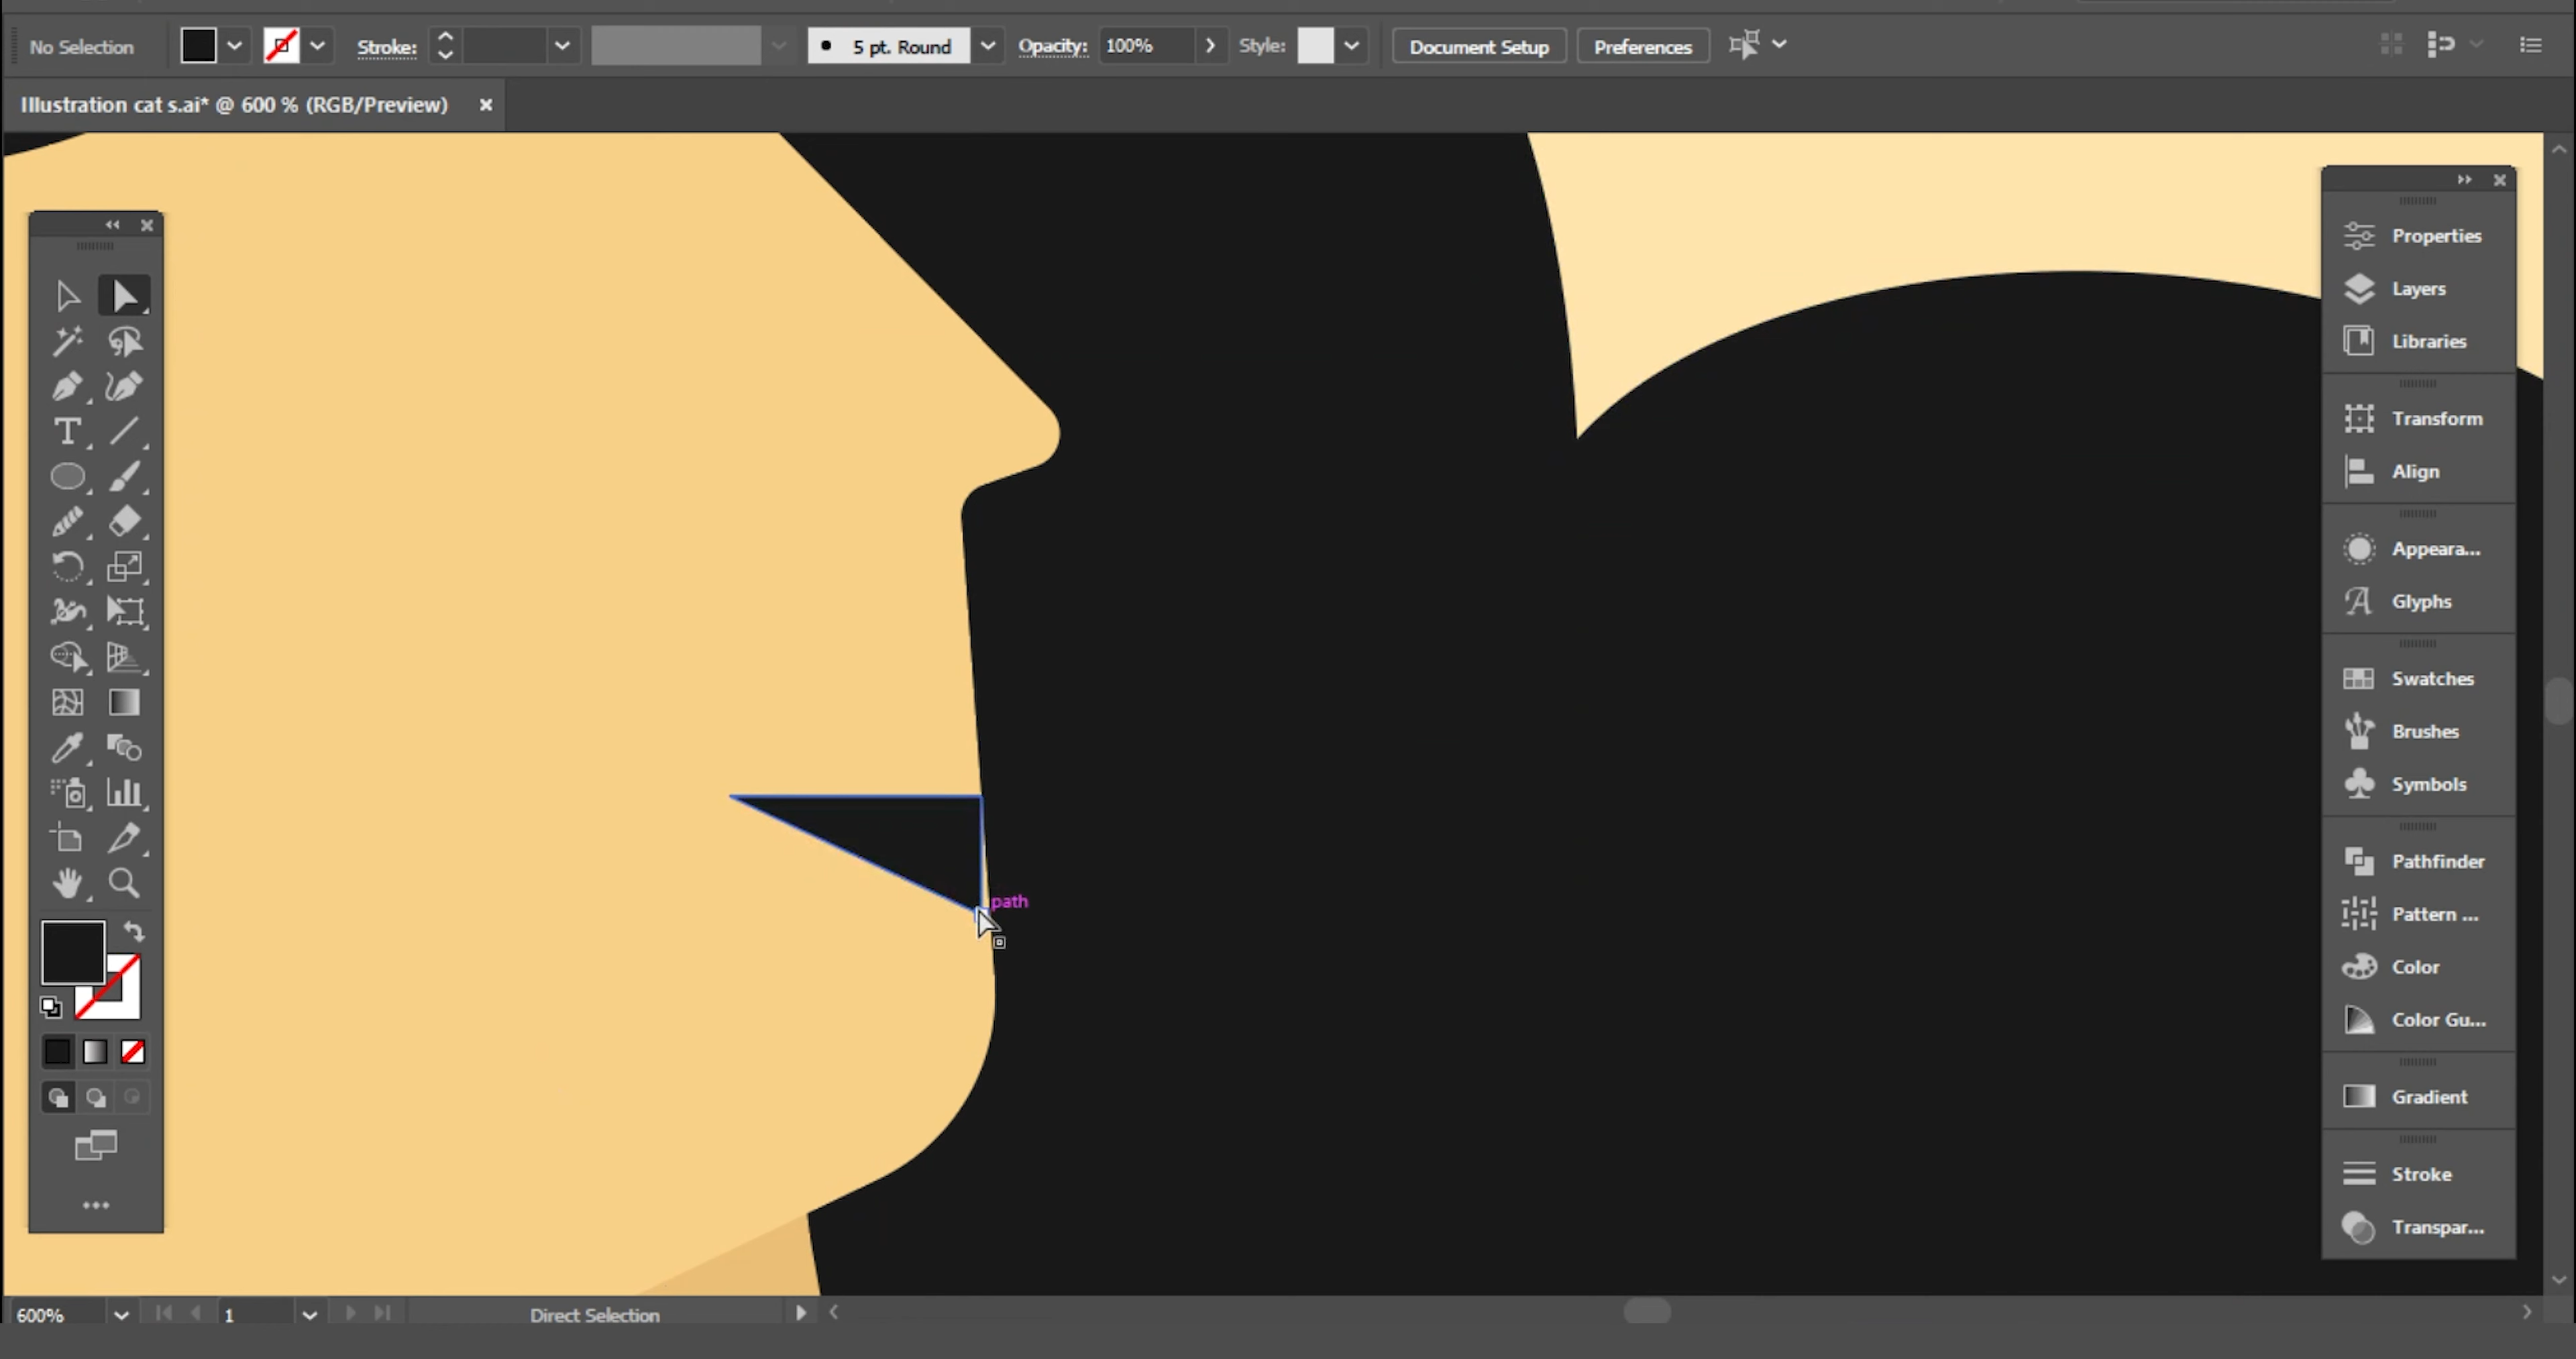 No Selection Stroke: 5 pt. Round Opacity: 100% Style: Document Setup Preferences
Illustration cat s.ai* @ 600 % (RGB/Preview) ×
Properties
Layers
Libraries
Transform
Align
Appeara...
Glyphs
Swatches
Brushes
Symbols
Pathfinder
Pattern ...
Color
Color Gu...
Gradient
Stroke
Transpar...
path
600% 1 Direct Selection